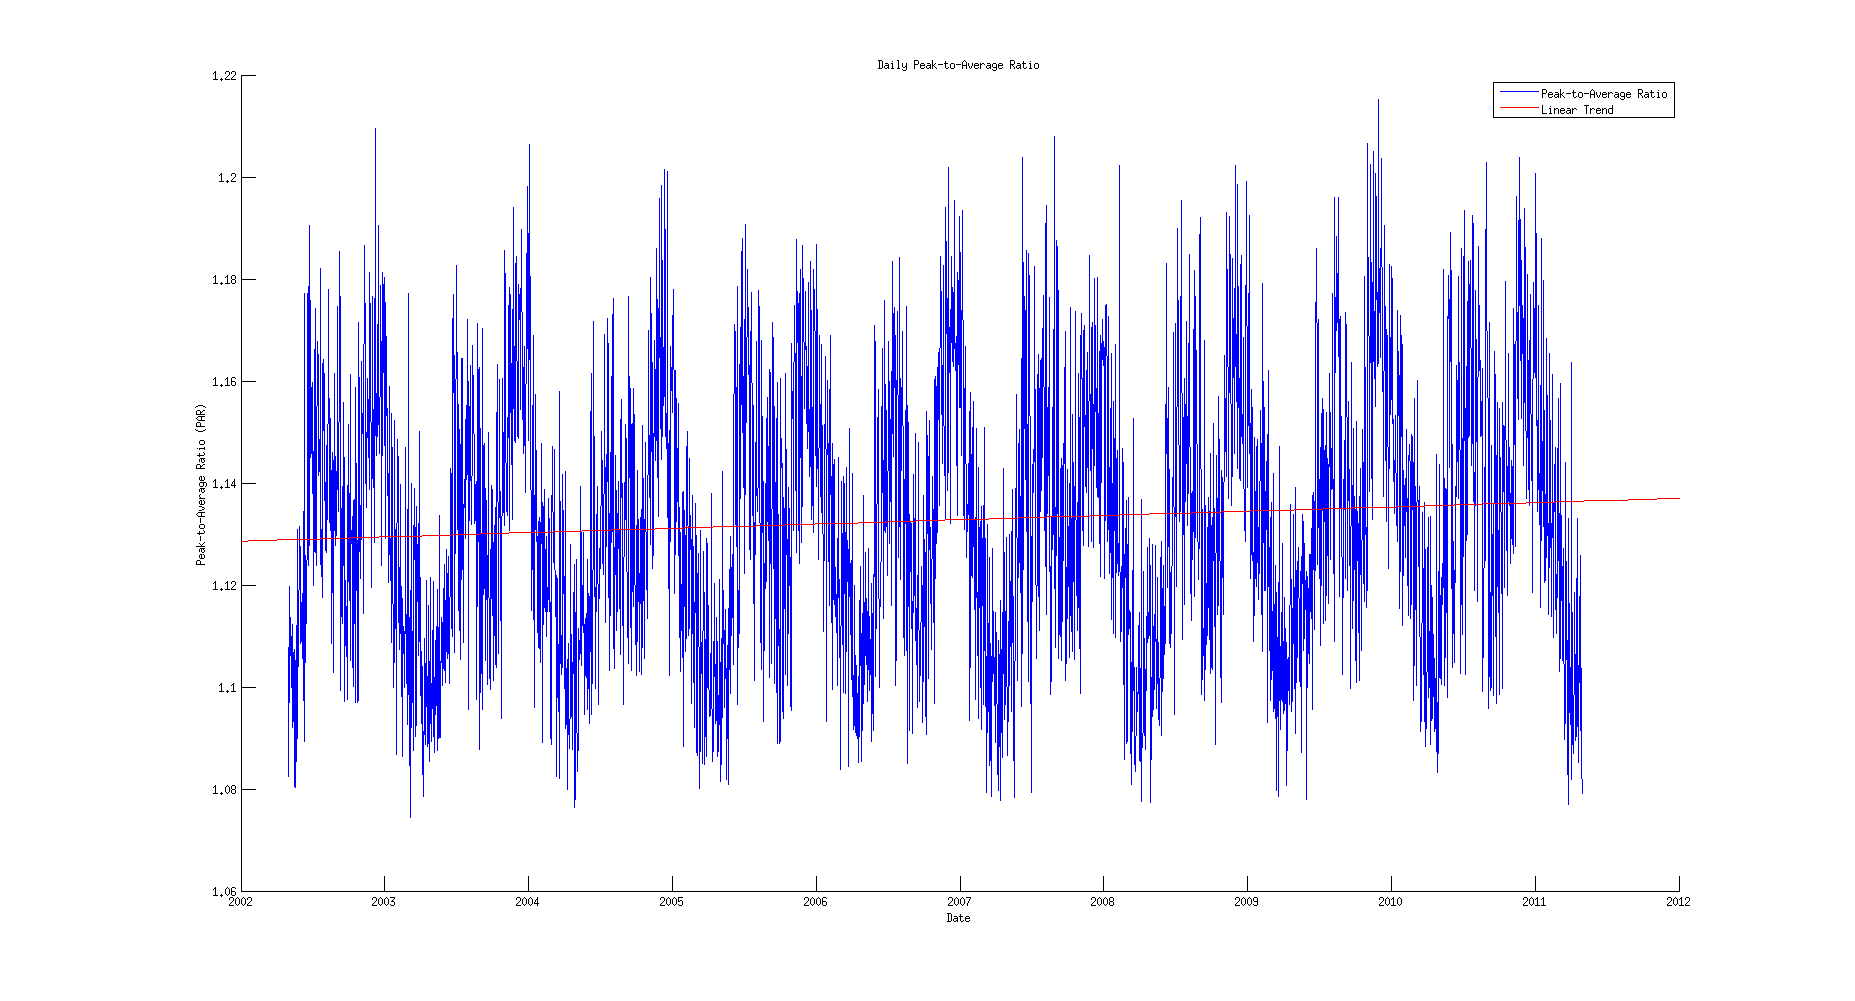 Daily Peak-to-Average Ratio
1.22
1.2
1.18
1.16
1.14
1.12
1.1
1.08
1.06
Peak-to-Average Ratio (PAR)
Peak-to-Average Ratio
Linear Trend
2002 2003 2004 2005 2006 2007 2008 2009 2010 2011 2012
Date